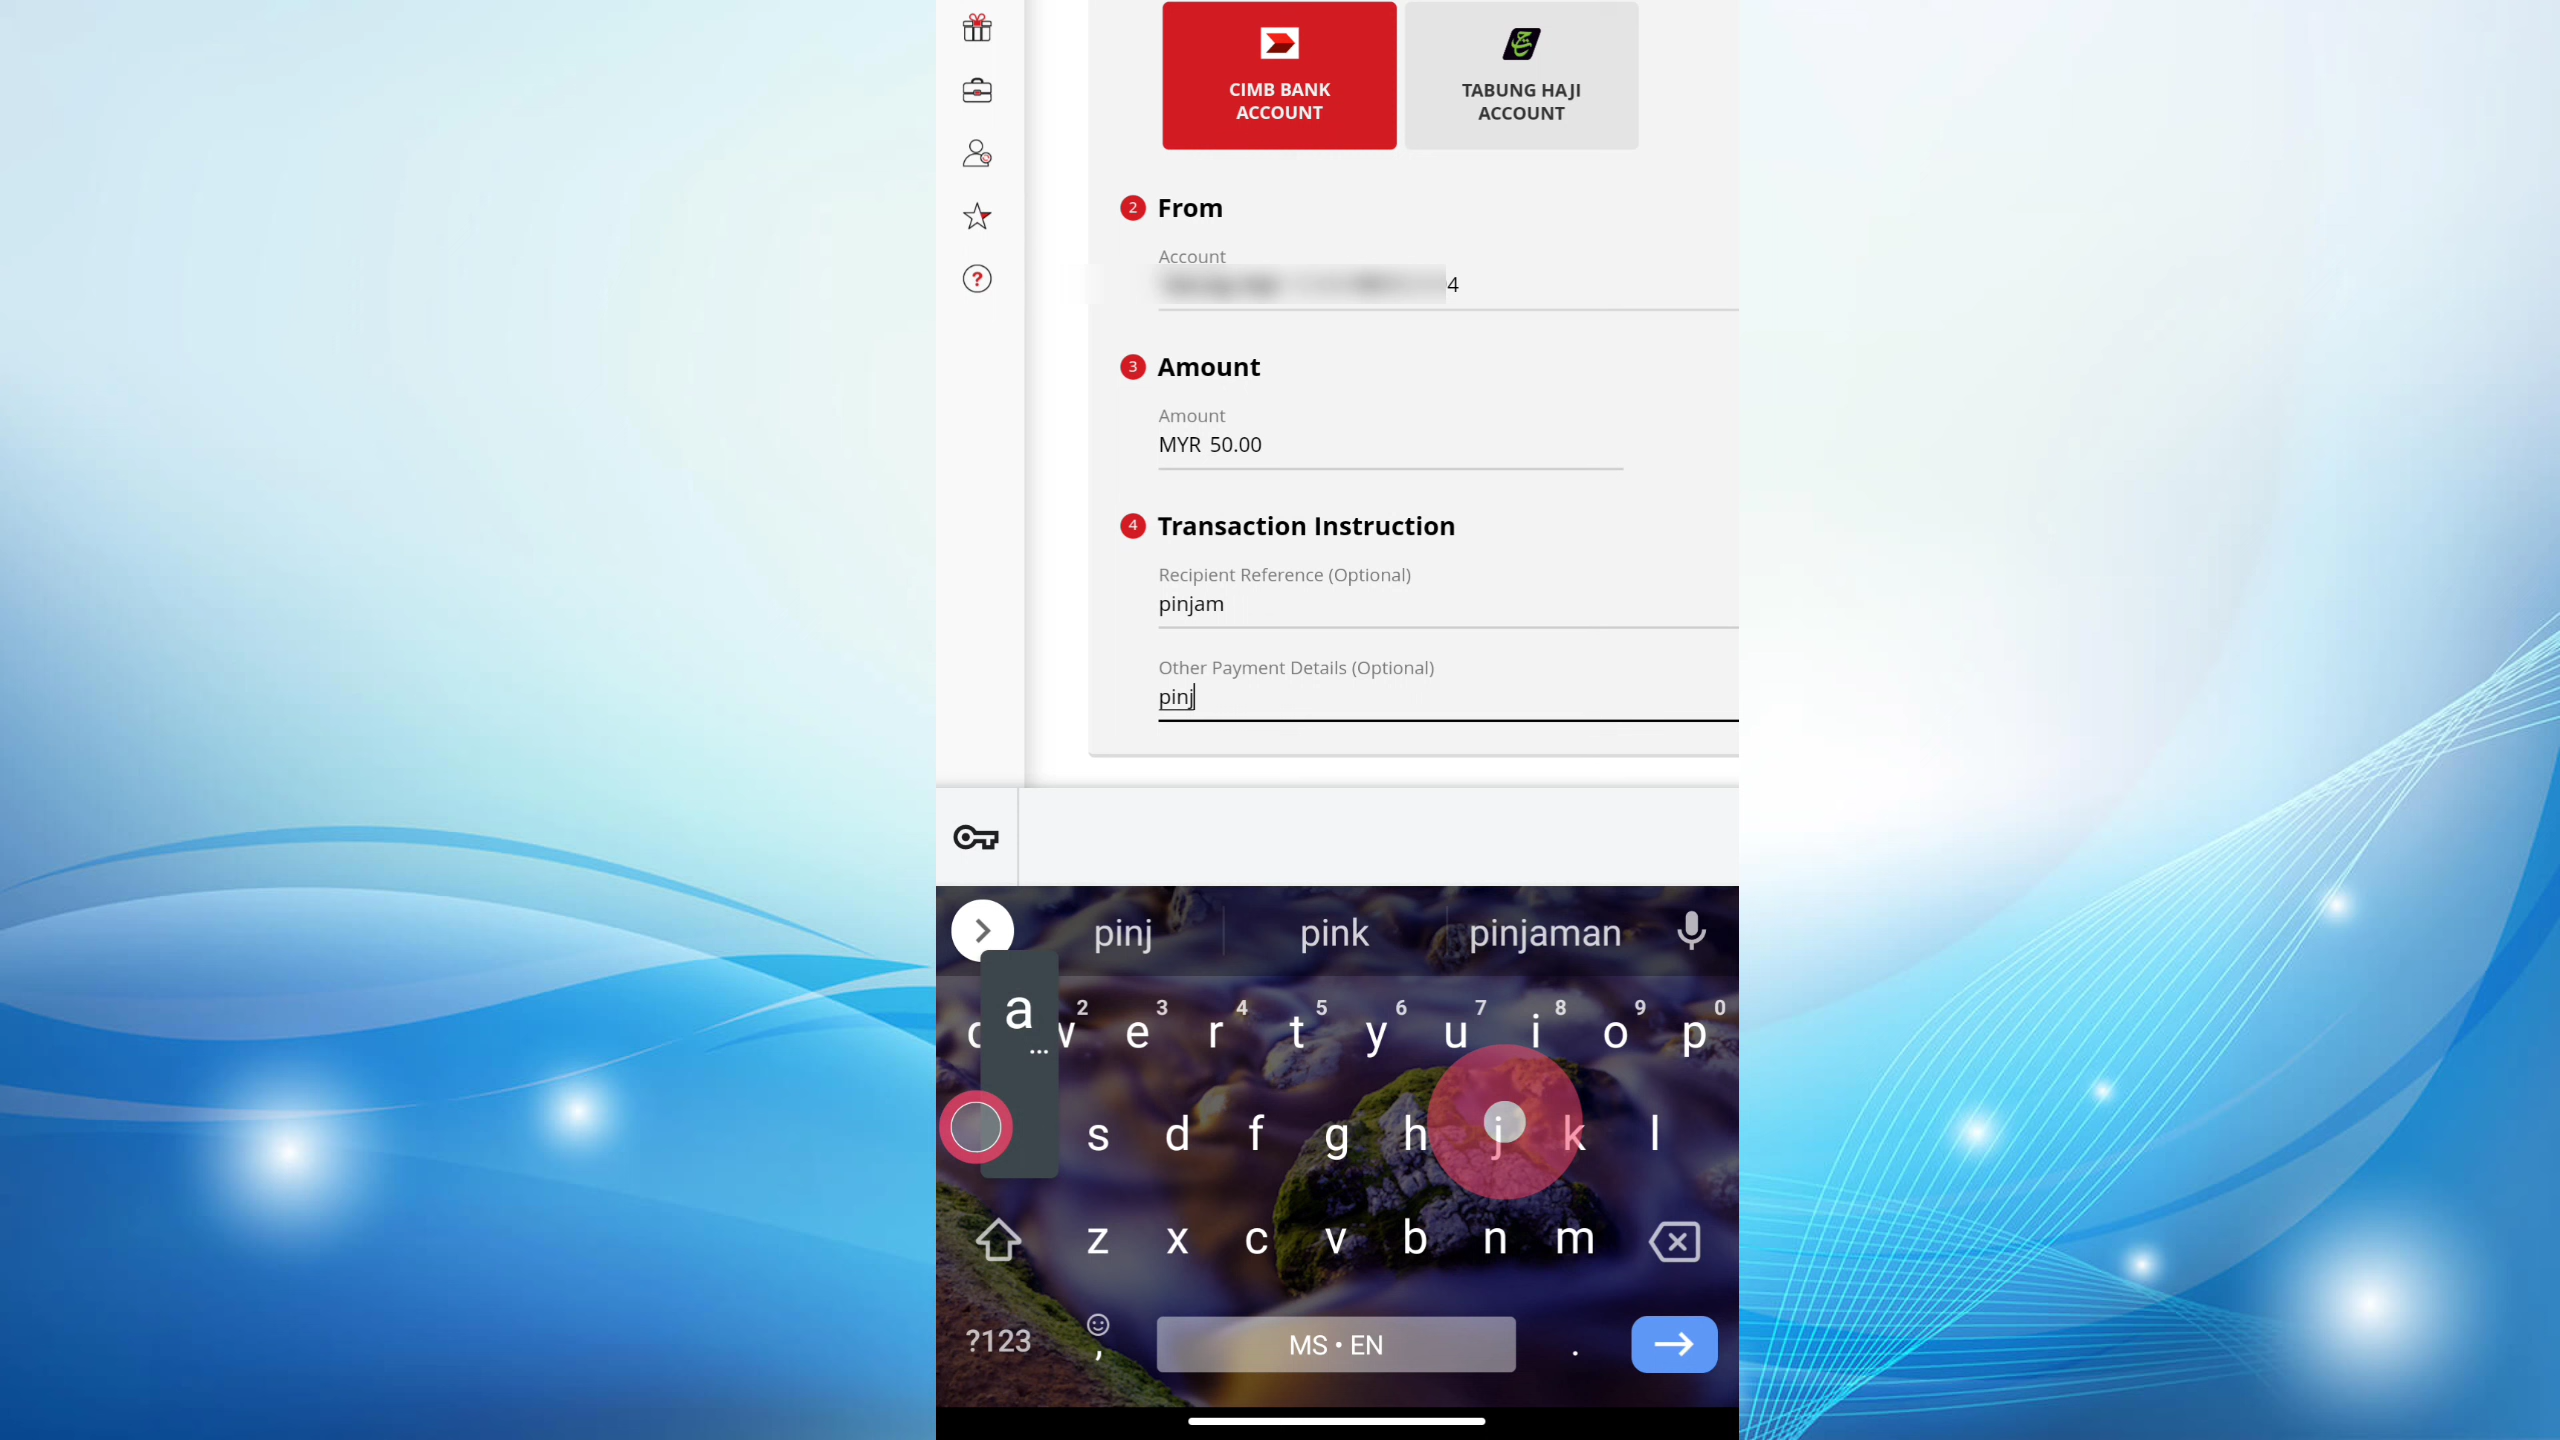 CIMB BANK
ACCOUNT
TABUNG HAJI
ACCOUNT
2 From
Account
4
3 Amount
Amount
MYR 50.00
4 Transaction Instruction
Recipient Reference (Optional)
pinjam
Other Payment Details (Optional)
pinj
pinj pink pinjaman
a
...
2 3 4 5 6 7 8 9 0
e r t y u i o p
s d f g h j k l
z x c v b n m
?123 , MS • EN .